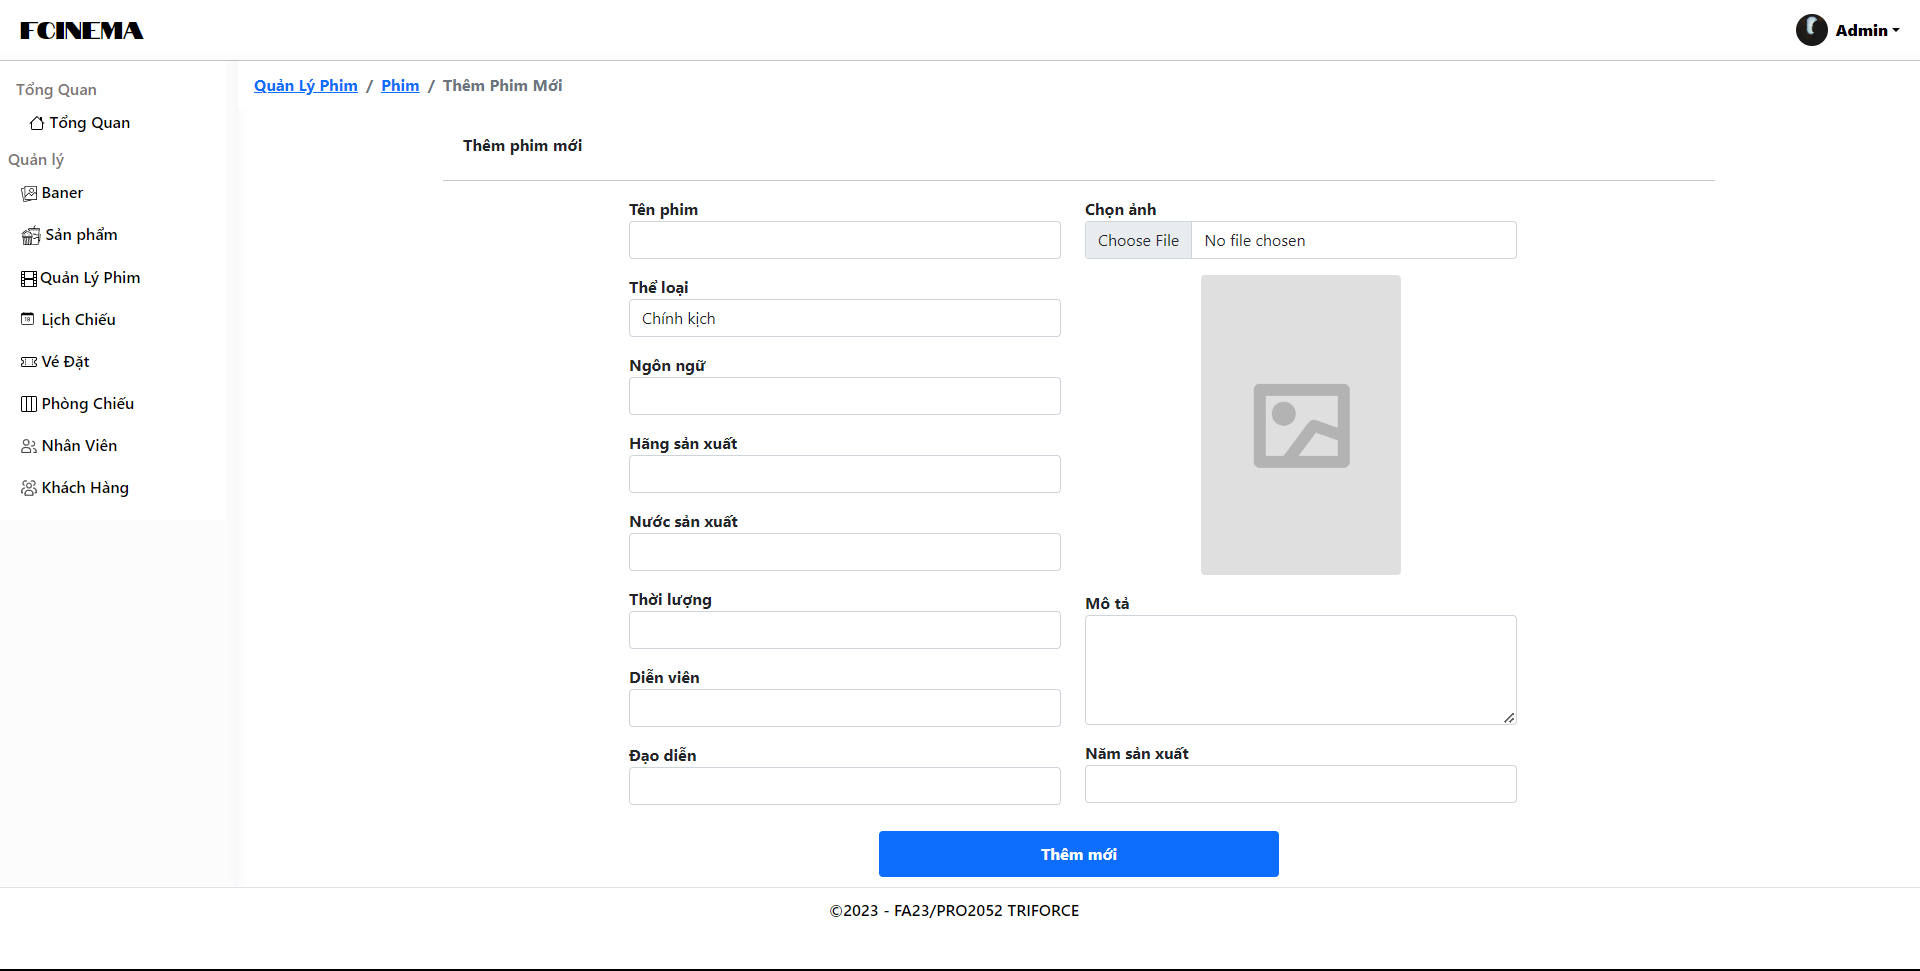 FCINEMA
Admin
Tổng Quan
Tổng Quan
Quản lý
Baner
Sản phẩm
Quản Lý Phim
Lịch Chiếu
Vé Đặt
Phòng Chiếu
Nhân Viên
Khách Hàng
Quản Lý Phim / Phim / Thêm Phim Mới
Thêm phim mới
Tên phim
Thể loại
Chính kịch
Ngôn ngữ
Hãng sản xuất
Nước sản xuất
Thời lượng
Diễn viên
Đạo diễn
Chọn ảnh
Choose File No file chosen
Mô tả
Năm sản xuất
Thêm mới
©2023 - FA23/PRO2052 TRIFORCE